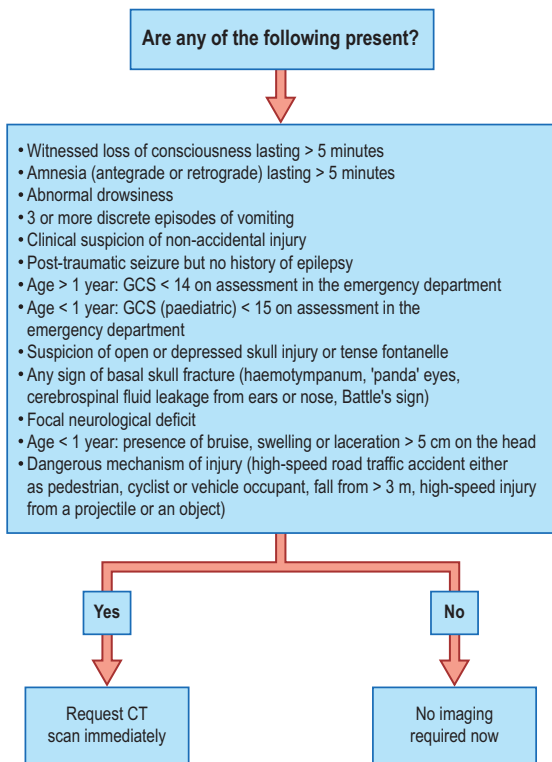 Are any of the following present?
• Witnessed loss of consciousness lasting > 5 minutes
• Amnesia (antegrade or retrograde) lasting > 5 minutes
• Abnormal drowsiness
• 3 or more discrete episodes of vomiting
• Clinical suspicion of non-accidental injury
• Post-traumatic seizure but no history of epilepsy
• Age > 1 year: GCS < 14 on assessment in the emergency department
• Age < 1 year: GCS (paediatric) < 15 on assessment in the
emergency department
• Suspicion of open or depressed skull injury or tense fontanelle
• Any sign of basal skull fracture (haemotympanum, 'panda' eyes,
cerebrospinal fluid leakage from ears or nose, Battle's sign)
• Focal neurological deficit
• Age < 1 year: presence of bruise, swelling or laceration > 5 cm on the head
• Dangerous mechanism of injury (high-speed road traffic accident either
as pedestrian, cyclist or vehicle occupant, fall from > 3 m, high-speed injury
from a projectile or an object)
Yes
No
Request CT
scan immediately
No imaging
required now